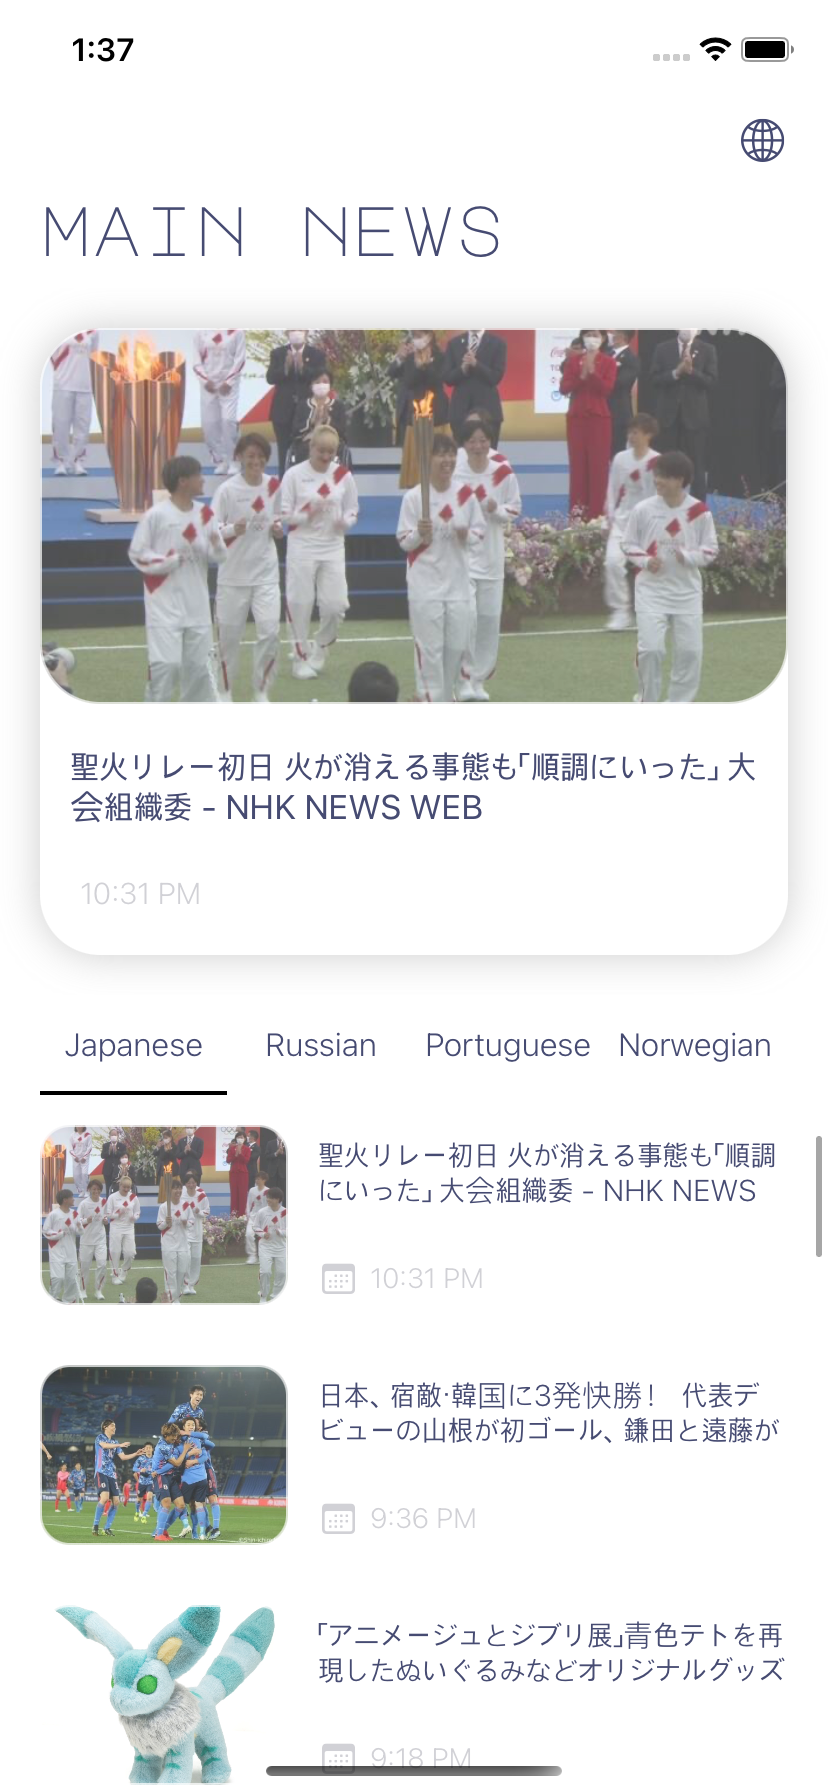 1:37
MAIN NEWS
聖火リレー初日 火が消える事態も「順調にいった」大
会組織委 - NHK NEWS WEB
10:31 PM
Japanese Russian Portuguese Norwegian
聖火リレー初日 火が消える事態も「順調
にいった」大会組織委 - NHK NEWS
10:31 PM
日本、宿敵·韓国に3発快勝！ 代表デ
ビューの山根が初ゴール、鎌田と遠藤が
9:36 PM
「アニメージュとジブリ展」青色テトを再
現したぬいぐるみなどオリジナルグッズ
9:18 PM